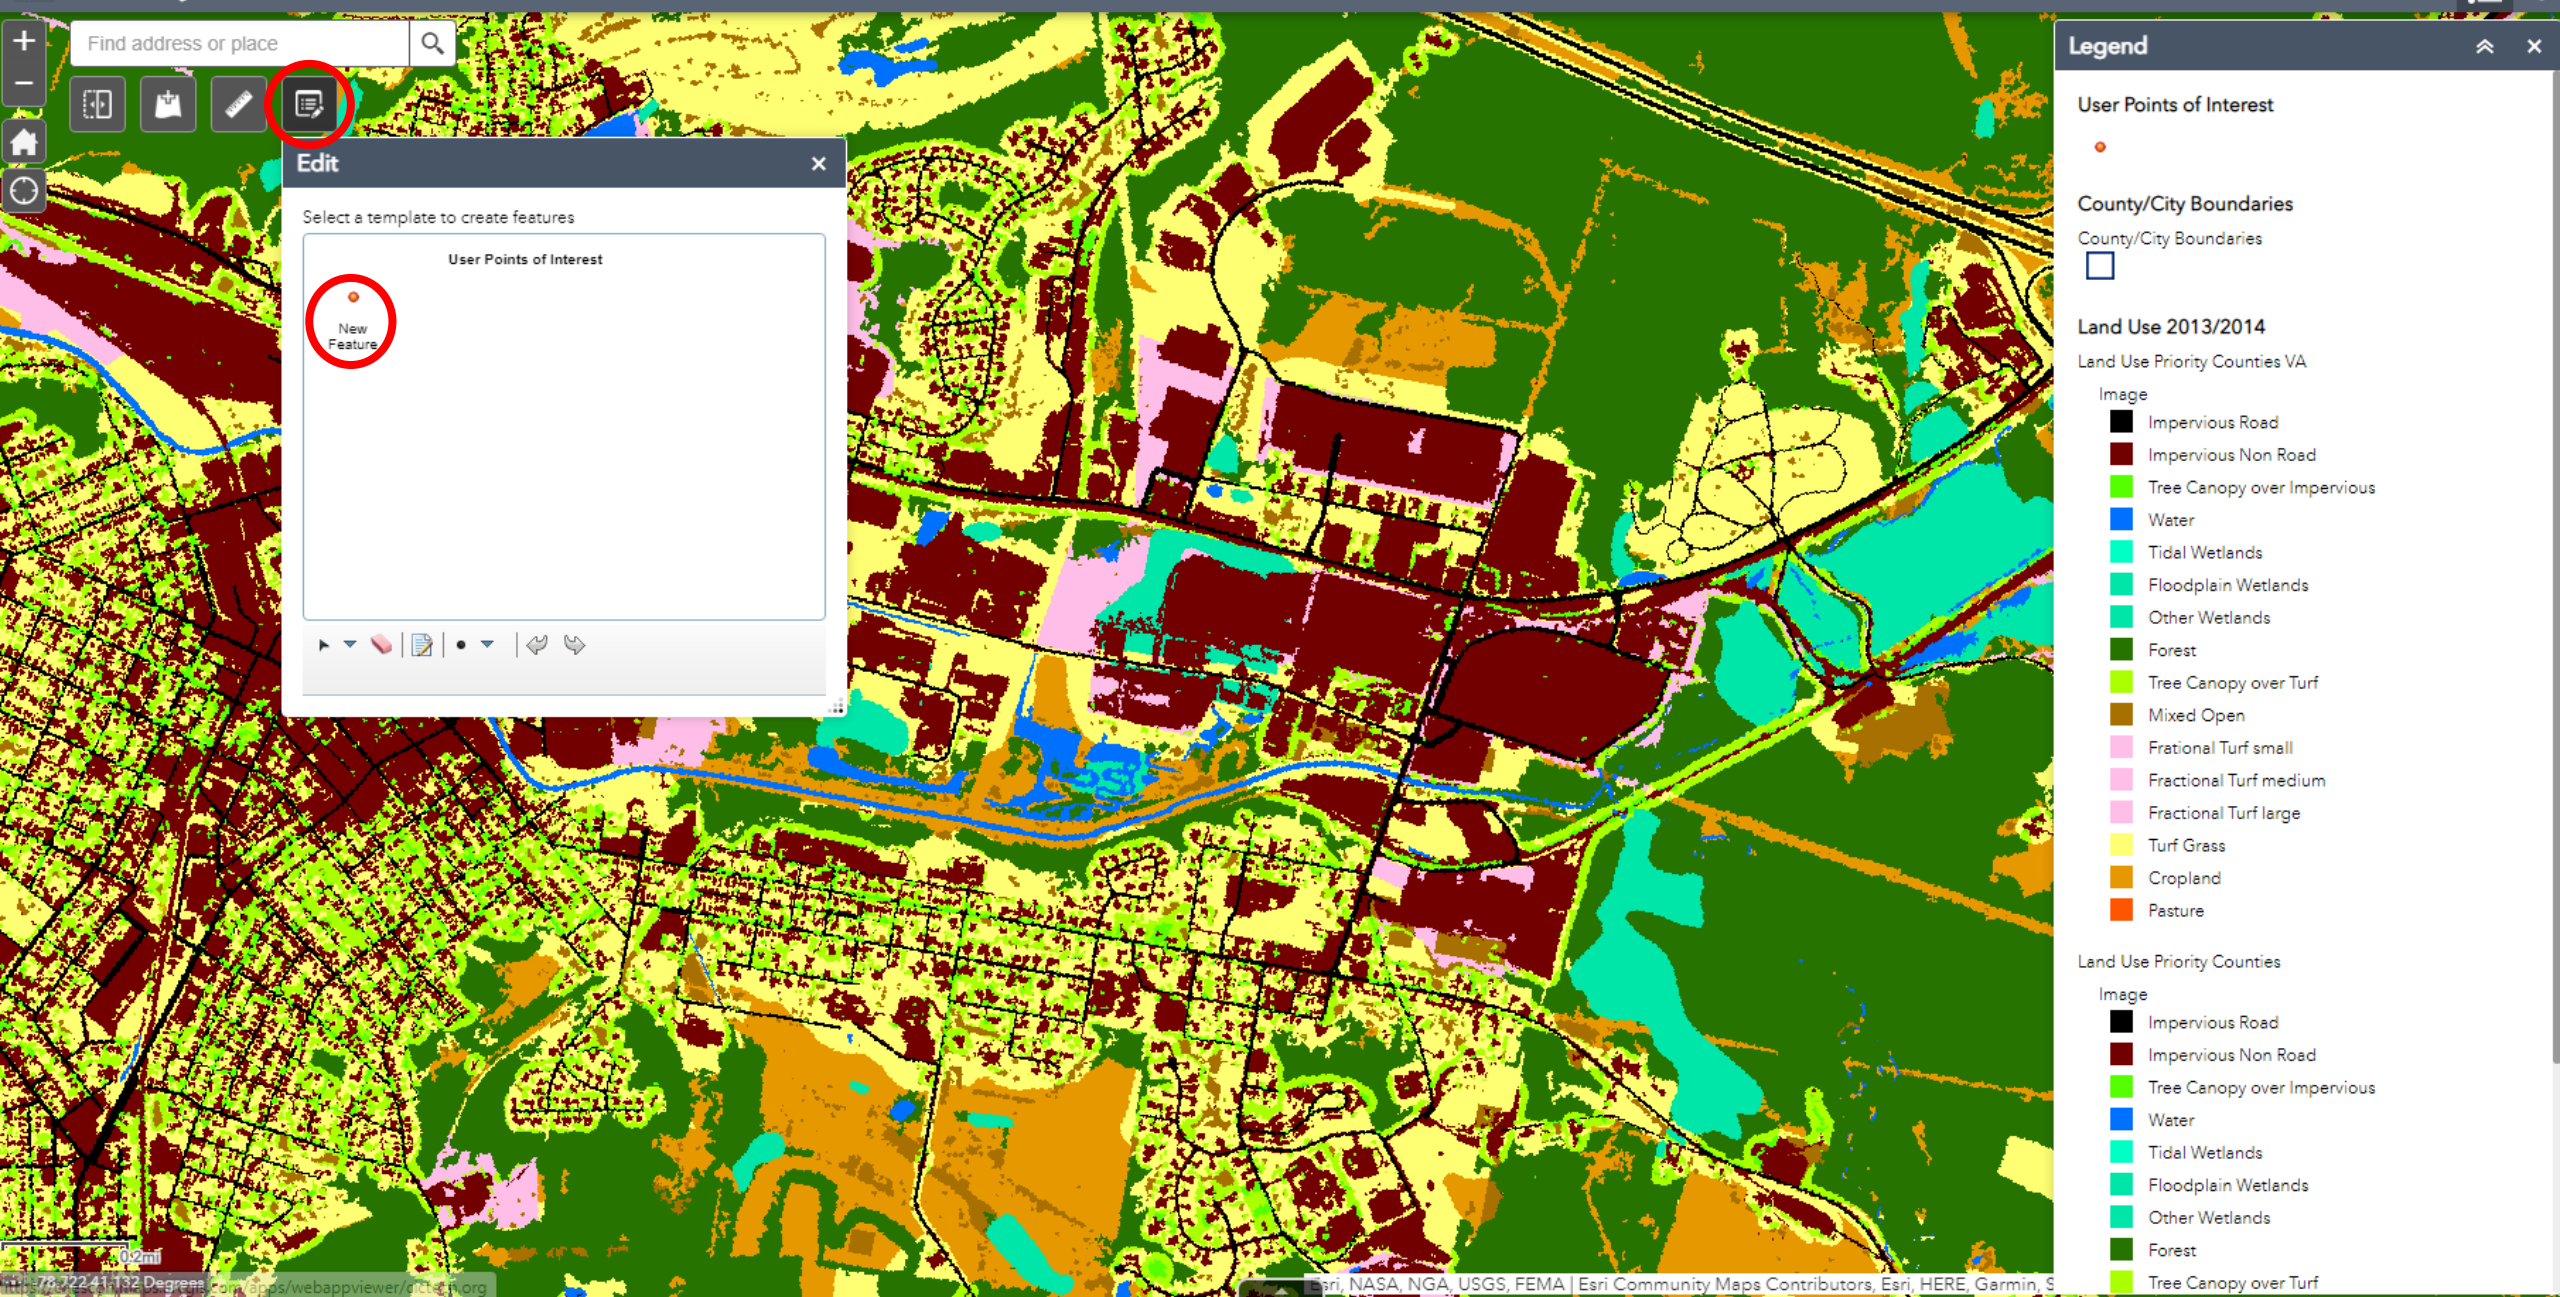 Find address or place
Edit
Select a template to create features
User Points of Interest
New
Feature
0.2mi
-78.722 41.132 Degrees
Esri, NASA, NGA, USGS, FEMA | Esri Community Maps Contributors, Esri, HERE, Garmin, S
Legend
User Points of Interest
County/City Boundaries
County/City Boundaries
Land Use 2013/2014
Land Use Priority Counties VA
Image
Impervious Road
Impervious Non Road
Tree Canopy over Impervious
Water
Tidal Wetlands
Floodplain Wetlands
Other Wetlands
Forest
Tree Canopy over Turf
Mixed Open
Frational Turf small
Fractional Turf medium
Fractional Turf large
Turf Grass
Cropland
Pasture
Land Use Priority Counties
Image
Impervious Road
Impervious Non Road
Tree Canopy over Impervious
Water
Tidal Wetlands
Floodplain Wetlands
Other Wetlands
Forest
Tree Canopy over Turf